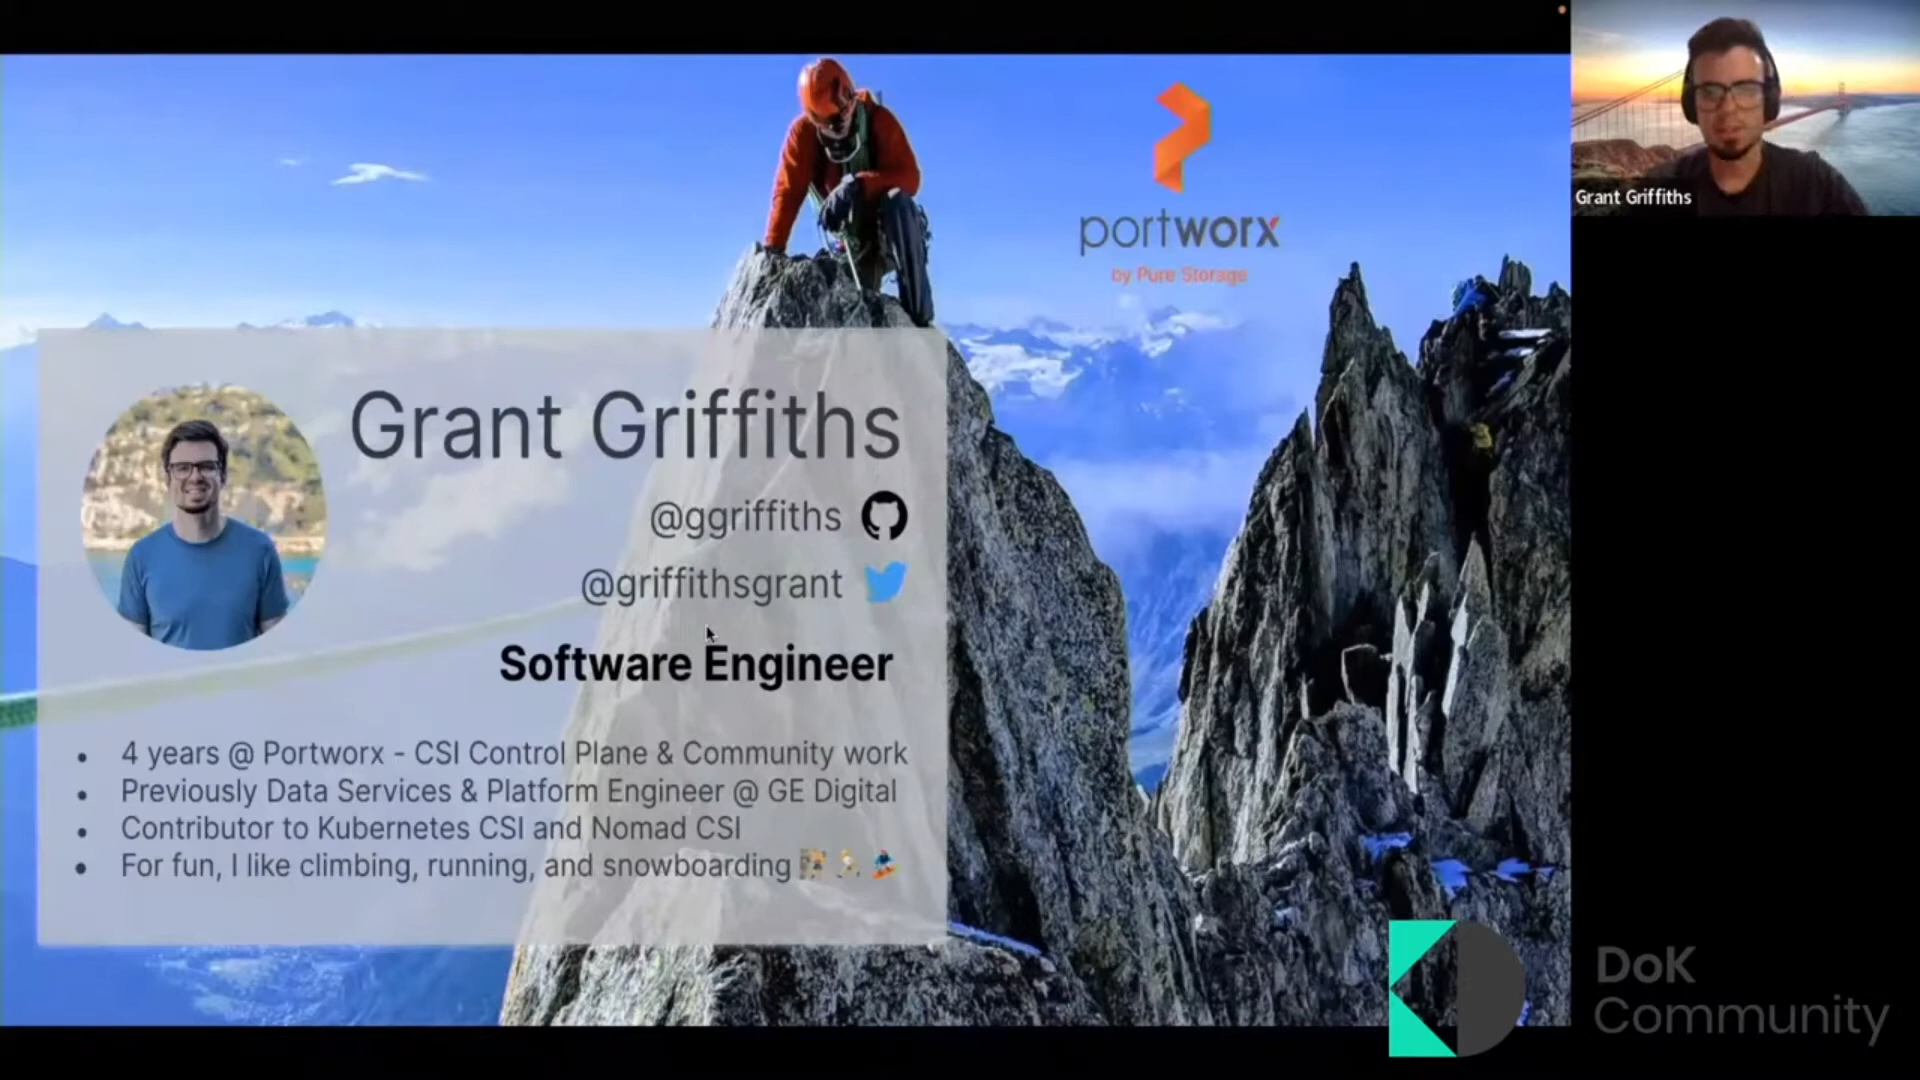 portworx
by Pure Storage
Grant Griffiths
Grant Griffiths
@ggriffiths
@griffithsgrant
Software Engineer
• 4 years @ Portworx - CSI Control Plane & Community work
• Previously Data Services & Platform Engineer @ GE Digital
• Contributor to Kubernetes CSI and Nomad CSI
• For fun, I like climbing, running, and snowboarding
DoK
Community